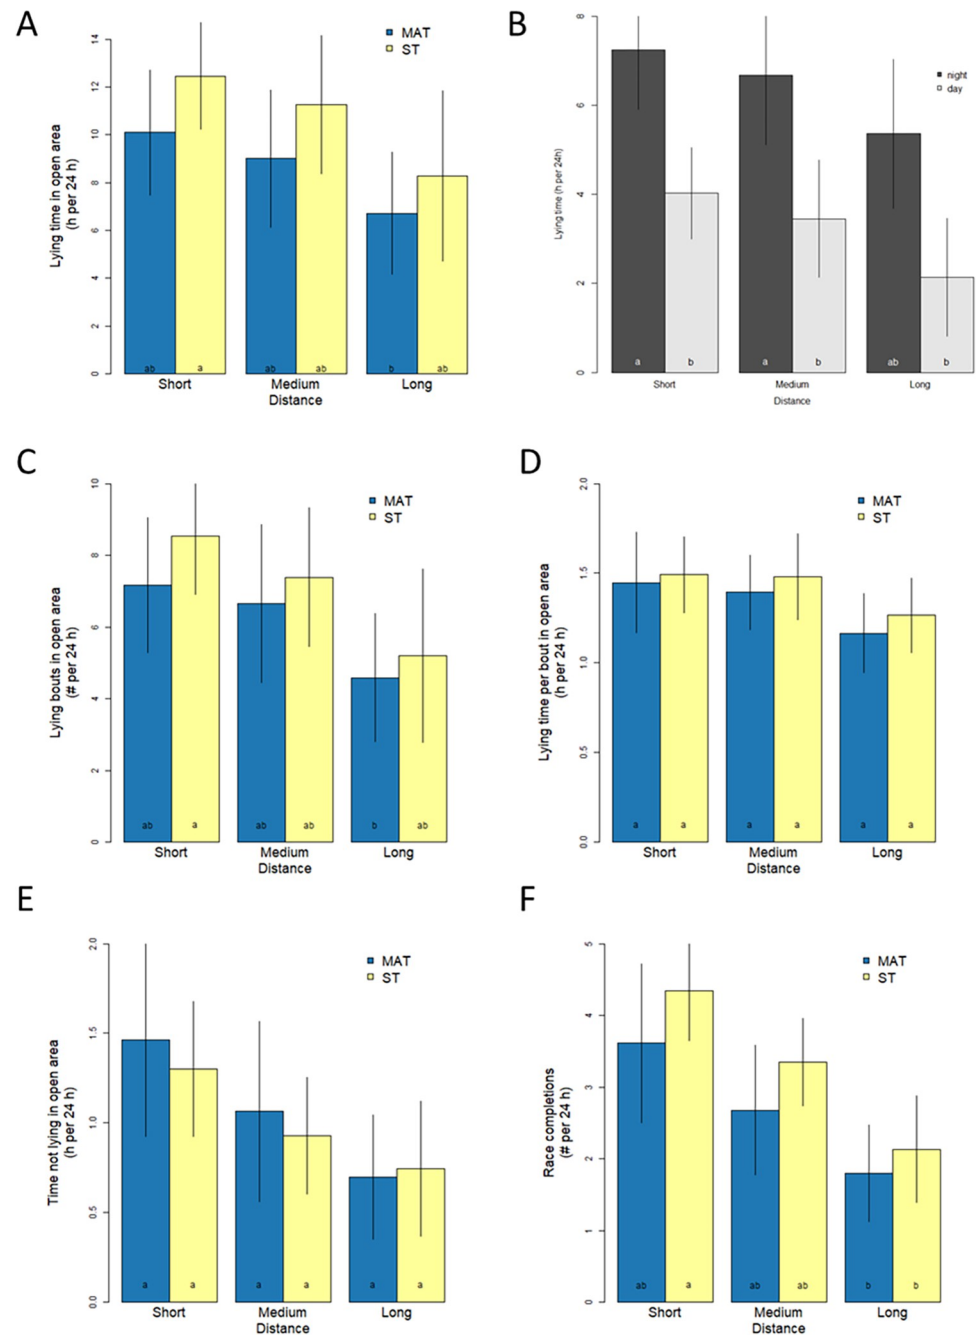 A
Lying time in open area
(h per 24 h)
0
2
4
6
8
10
12
14
MAT
ST
ab
a
ab
ab
b
ab
Short
Medium
Long
Distance
B
Lying time (h per 24h)
0
2
4
6
8
night
day
a
b
a
b
ab
b
Short
Medium
Long
Distance
C
Lying bouts in open area
(# per 24 h)
0
2
4
6
8
10
MAT
ST
ab
a
ab
ab
b
ab
Short
Medium
Long
Distance
D
Lying time per bout in open area
(h per 24 h)
0.0
0.5
1.0
1.5
2.0
MAT
ST
a
a
a
a
a
a
Short
Medium
Long
Distance
E
Time not lying in open area
(h per 24 h)
0.0
0.5
1.0
1.5
2.0
MAT
ST
a
a
a
a
a
a
Short
Medium
Long
Distance
F
Race completions
(# per 24 h)
0
1
2
3
4
5
MAT
ST
ab
a
ab
ab
b
b
Short
Medium
Long
Distance